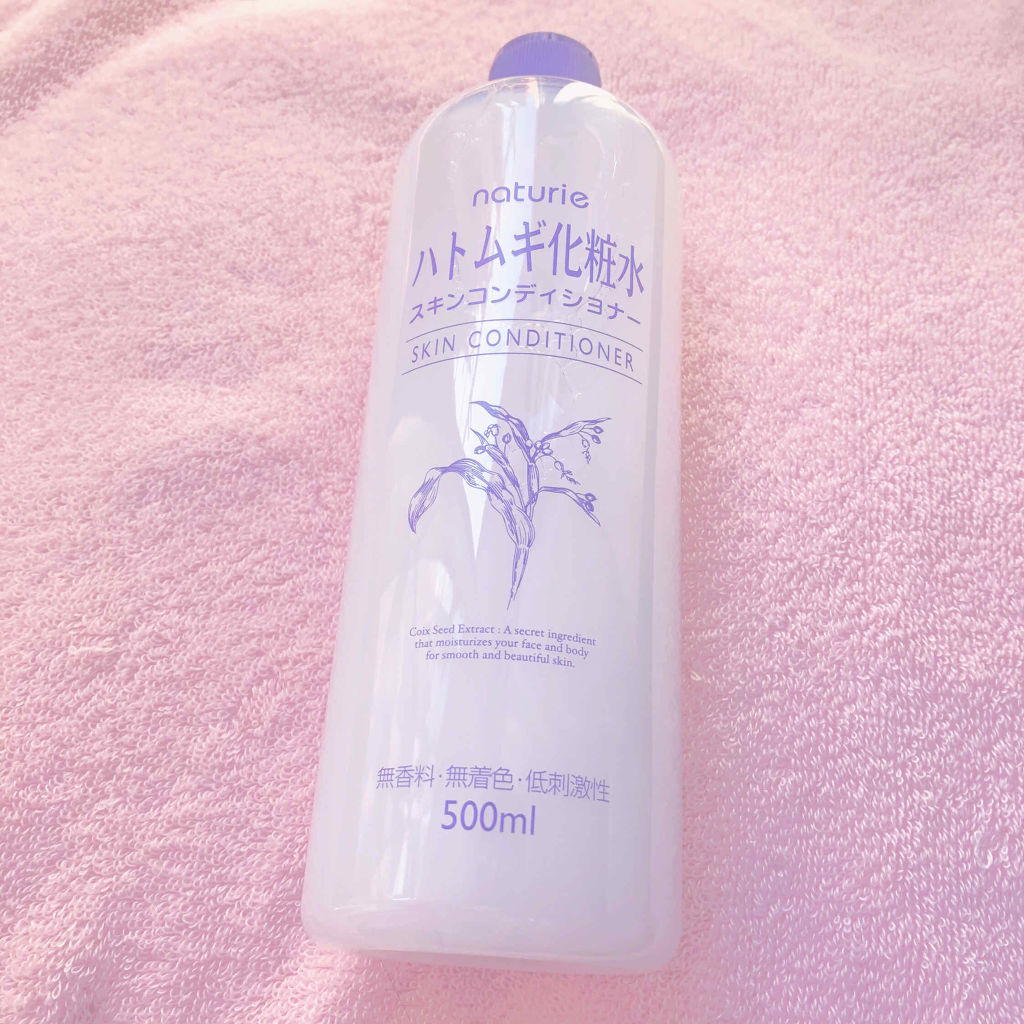 naturie
ハトムギ化粧水
スキンコンディショナー
SKIN CONDITIONER
Coix Seed Extract : A secret ingredient
that moisturizes your face and body
for smooth and beautiful skin.
無香料・無着色・低刺激性
500ml